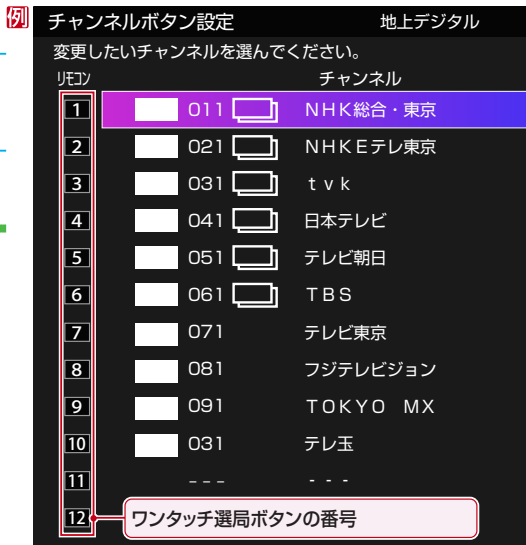 例
チャンネルボタン設定 地上デジタル
変更したいチャンネルを選んでください。
リモコン チャンネル
1 011 NHK総合・東京
2 021 NHKEテレ東京
3 031 tvk
4 041 日本テレビ
5 051 テレビ朝日
6 061 TBS
7 071 テレビ東京
8 081 フジテレビジョン
9 091 TOKYO MX
10 031 テレ玉
11 --- ---
12 ワンタッチ選局ボタンの番号